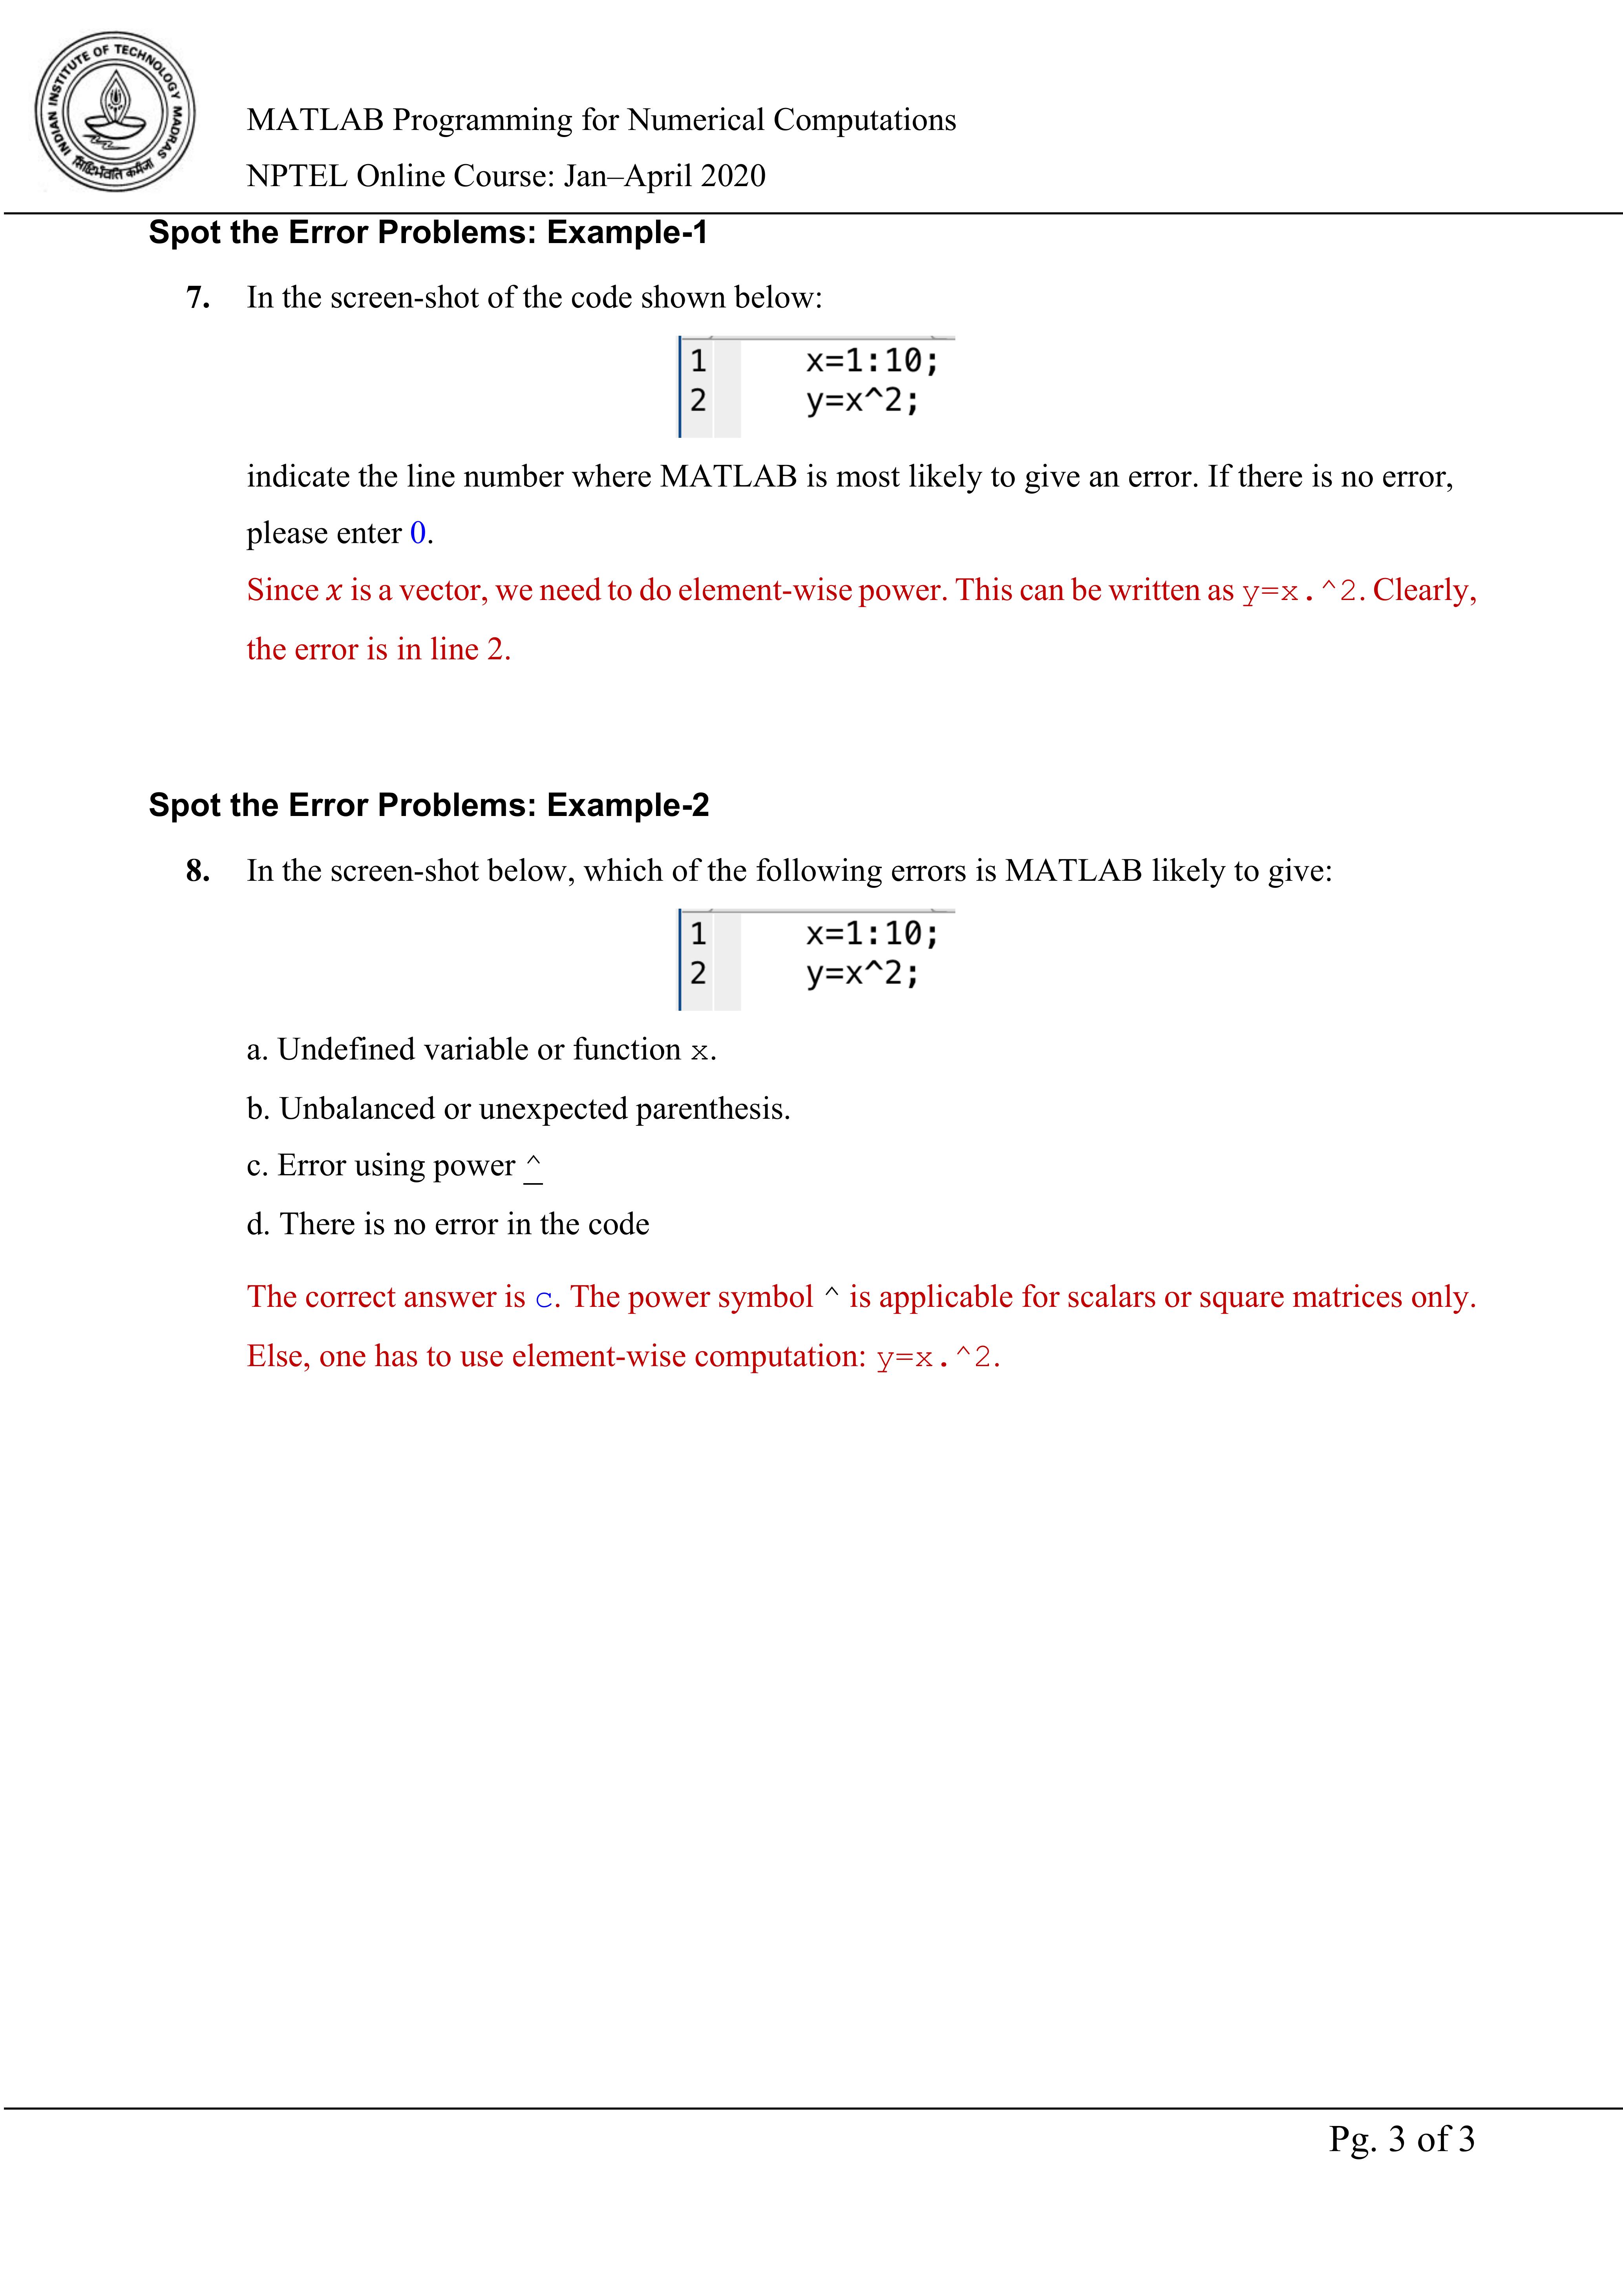 INDIAN INSTITUTE OF TECHNOLOGY MADRAS
सिद्धिर्भवति कर्मजा
MATLAB Programming for Numerical Computations
NPTEL Online Course: Jan–April 2020
Spot the Error Problems: Example-1
7. In the screen-shot of the code shown below:
1 x=1:10;
2 y=x^2;
indicate the line number where MATLAB is most likely to give an error. If there is no error,
please enter 0.
Since x is a vector, we need to do element-wise power. This can be written as y=x.^2. Clearly,
the error is in line 2.
Spot the Error Problems: Example-2
8. In the screen-shot below, which of the following errors is MATLAB likely to give:
1 x=1:10;
2 y=x^2;
a. Undefined variable or function x.
b. Unbalanced or unexpected parenthesis.
c. Error using power ^
d. There is no error in the code
The correct answer is c. The power symbol ^ is applicable for scalars or square matrices only.
Else, one has to use element-wise computation: y=x.^2.
Pg. 3 of 3